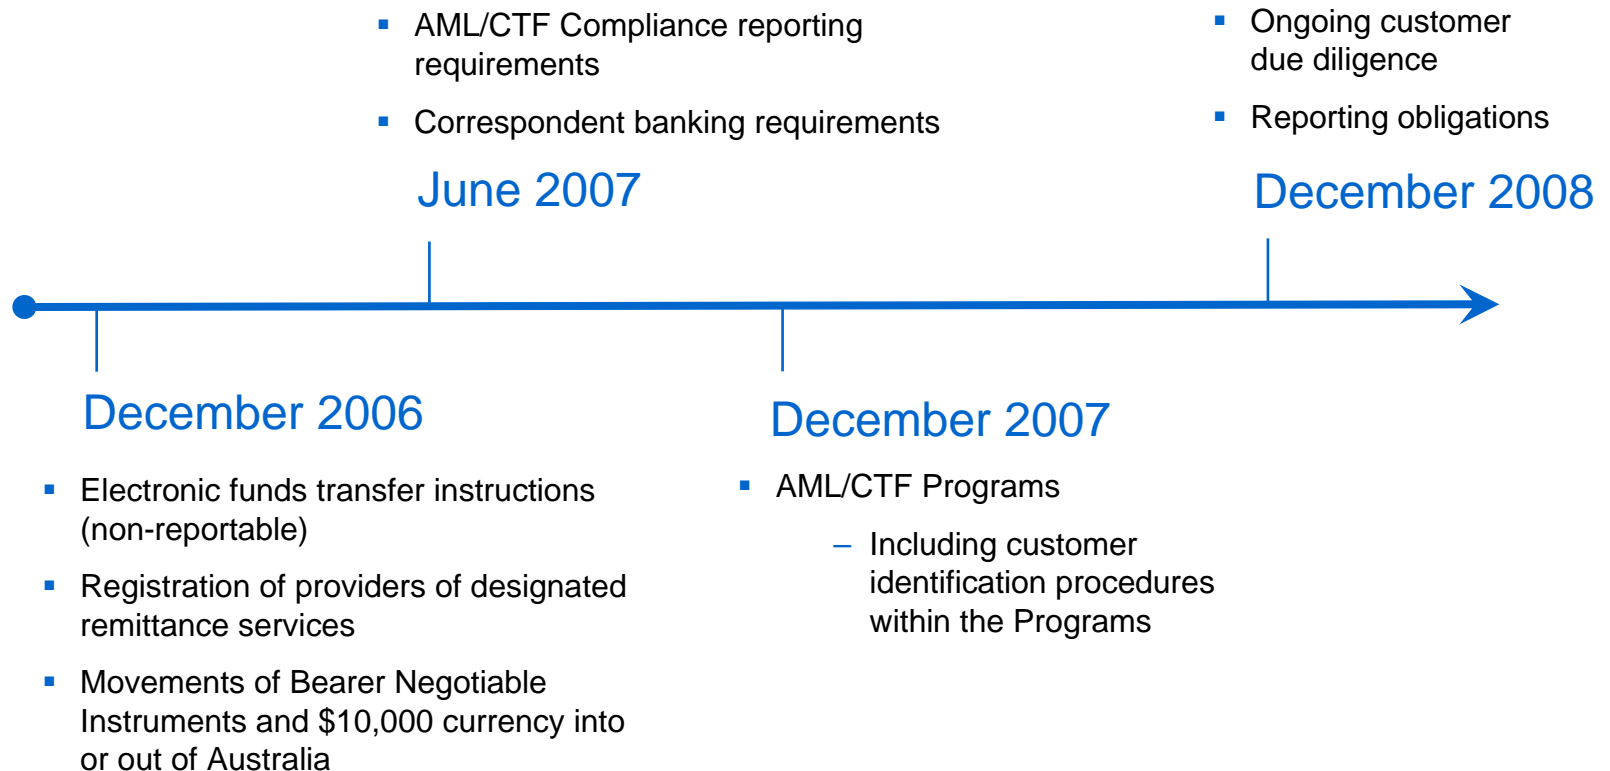 ▪ AML/CTF Compliance reporting
requirements
▪ Correspondent banking requirements
June 2007
▪ Ongoing customer
due diligence
▪ Reporting obligations
December 2008
December 2006
▪ Electronic funds transfer instructions
(non-reportable)
▪ Registration of providers of designated
remittance services
▪ Movements of Bearer Negotiable
Instruments and $10,000 currency into
or out of Australia
December 2007
▪ AML/CTF Programs
– Including customer
identification procedures
within the Programs